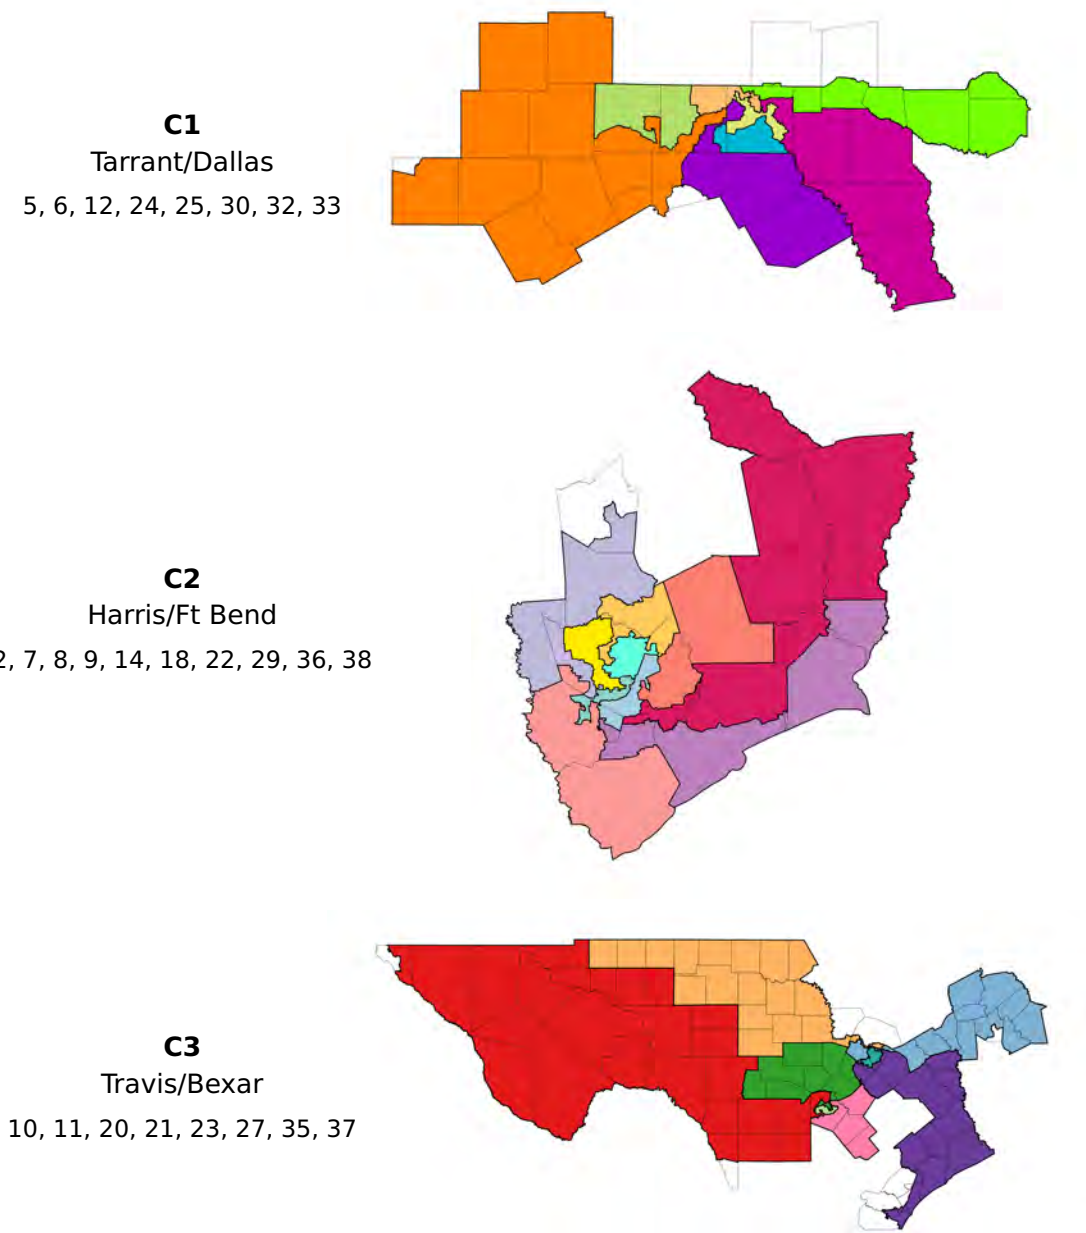 C1
Tarrant/Dallas
5, 6, 12, 24, 25, 30, 32, 33
C2
Harris/Ft Bend
2, 7, 8, 9, 14, 18, 22, 29, 36, 38
C3
Travis/Bexar
10, 11, 20, 21, 23, 27, 35, 37